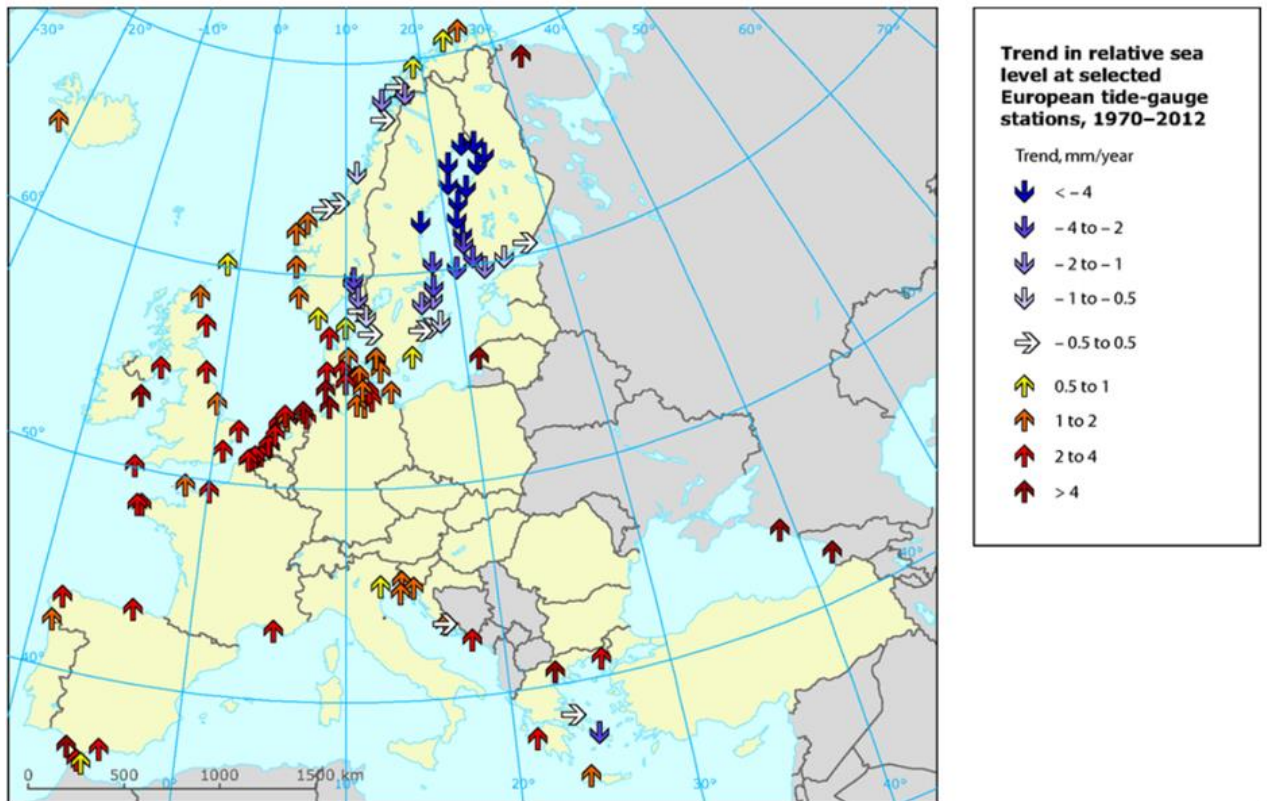 -30° -20° -10° 0° 10° 20° 30° 40° 50° 60° 70°
60°
50°
50°
40°
40°
0 500 1000 1500 km
0° 10° 20° 30° 40°
Trend in relative sea
level at selected
European tide-gauge
stations, 1970–2012
Trend, mm/year
< – 4
– 4 to – 2
– 2 to – 1
– 1 to – 0.5
– 0.5 to 0.5
0.5 to 1
1 to 2
2 to 4
> 4